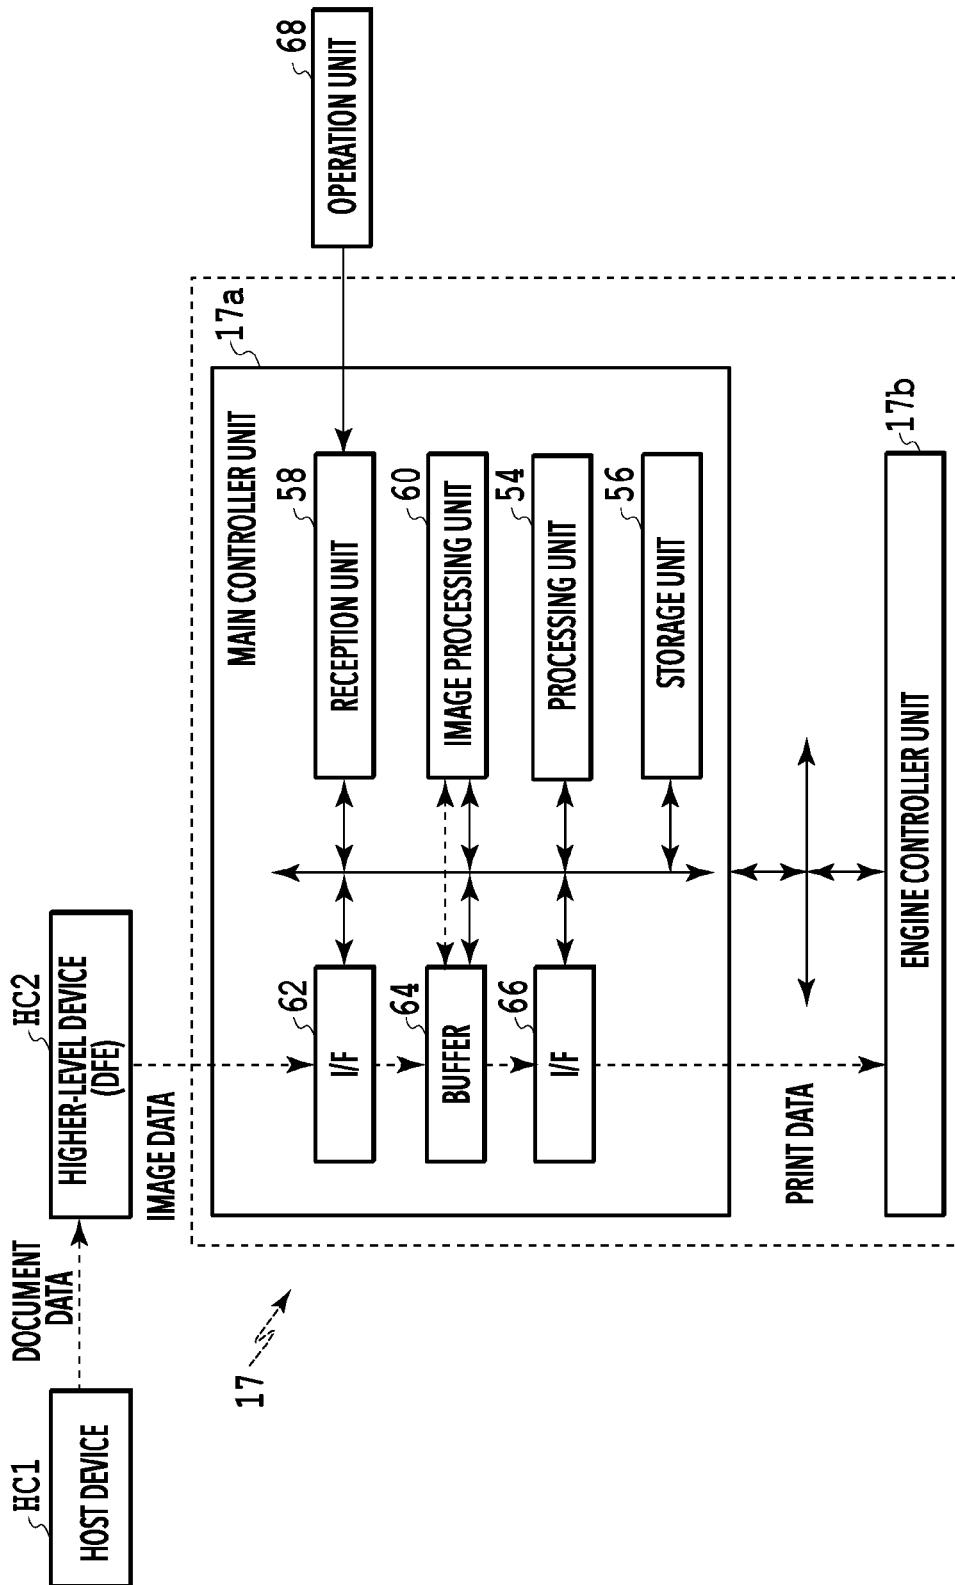 HC1
HOST DEVICE
DOCUMENT
DATA
HC2
HIGHER-LEVEL DEVICE
(DFE)
IMAGE DATA
68
OPERATION UNIT
17
17a
MAIN CONTROLLER UNIT
62
I/F
58
RECEPTION UNIT
64
BUFFER
60
IMAGE PROCESSING UNIT
66
I/F
54
PROCESSING UNIT
56
STORAGE UNIT
PRINT DATA
17b
ENGINE CONTROLLER UNIT